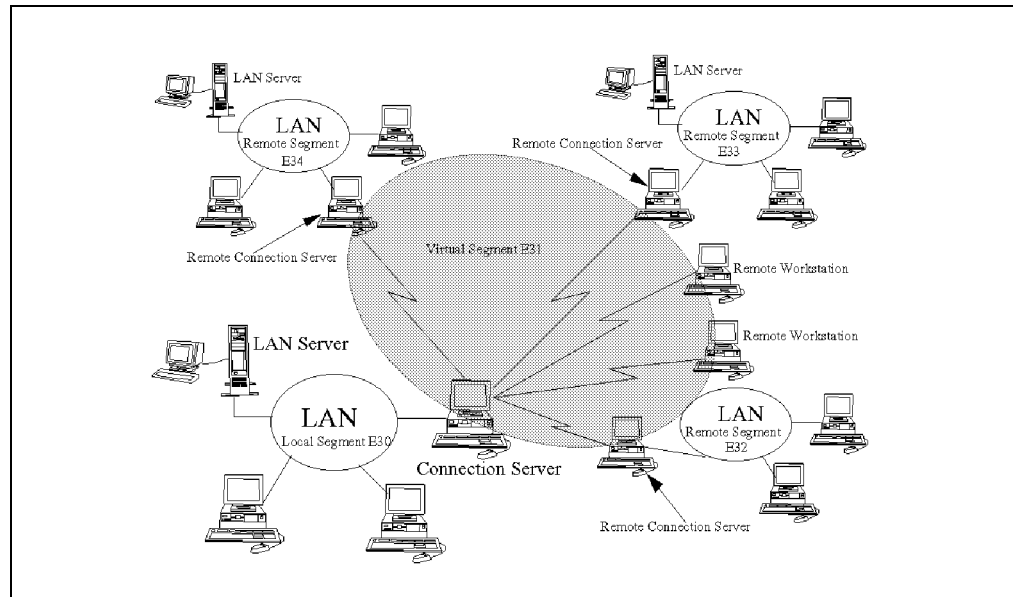 LAN Server
LAN
Remote Segment
E34
Remote Connection Server
LAN Server
LAN
Remote Segment
E33
Remote Connection Server
Virtual Segment E31
Remote Workstation
Remote Workstation
LAN Server
LAN
Local Segment E30
Connection Server
LAN
Remote Segment
E32
Remote Connection Server